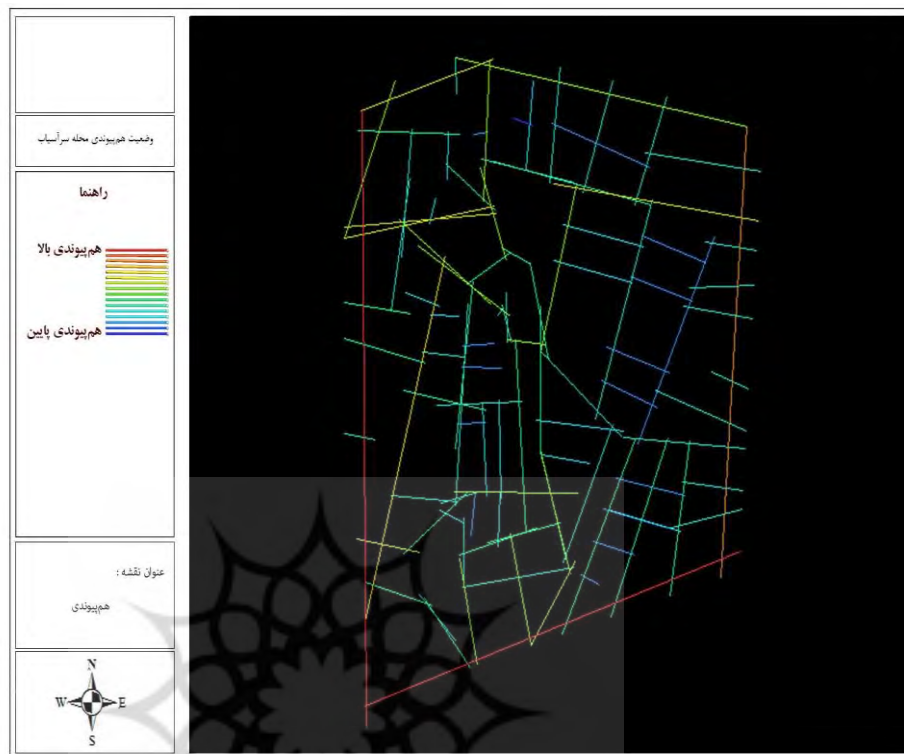 وضعیت هم‌پیوندی محله سرآسیاب
راهنما
هم‌پیوندی بالا
هم‌پیوندی پایین
عنوان نقشه :
هم‌پیوندی
N
W E
S